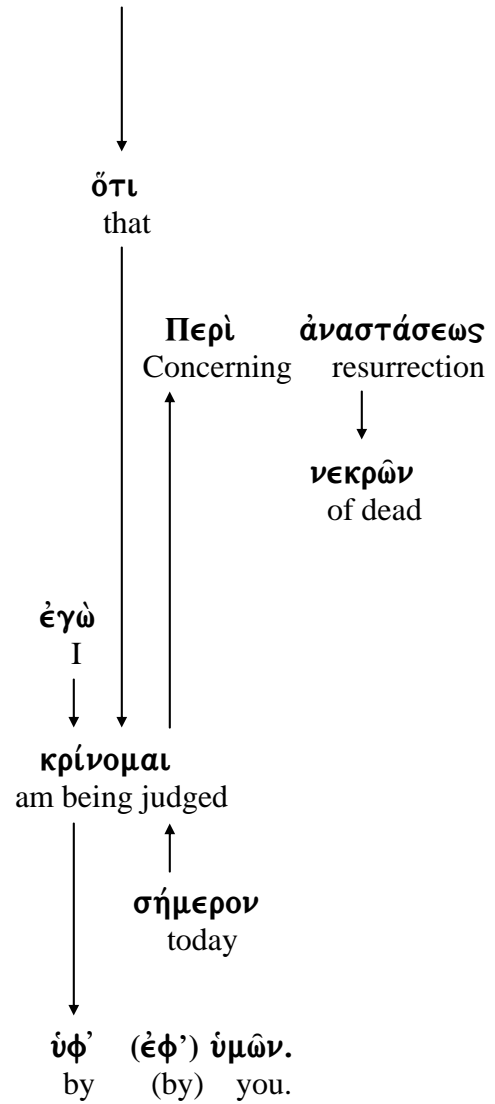 ὅτι
that
Περὶ ἀναστάσεως
Concerning resurrection
νεκρῶν
of dead
ἐγὼ
I
κρίνομαι
am being judged
σήμερον
today
ὑφ’ (ἐφ’) ὑμῶν.
by (by) you.